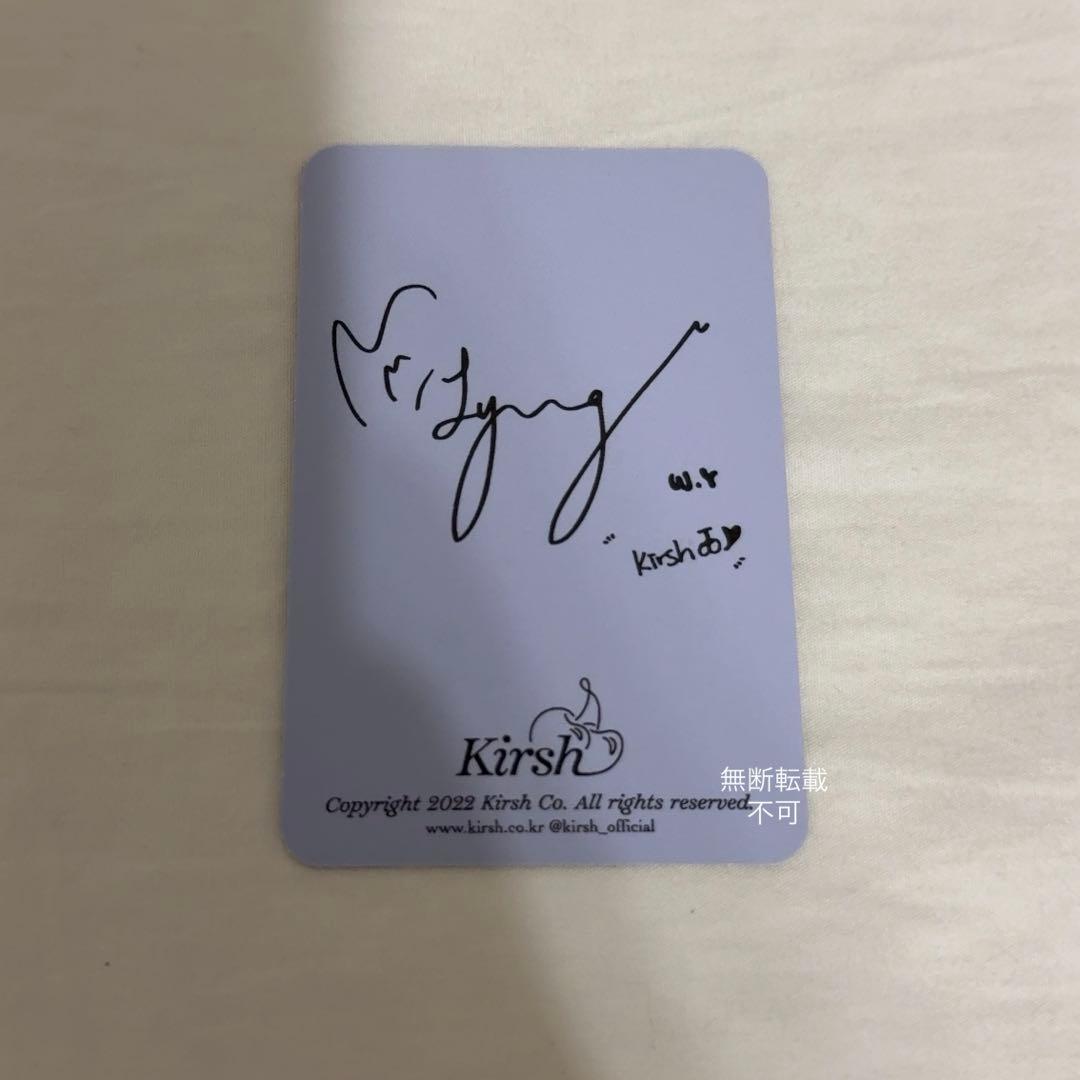 w.Y
Kirsh
Kirsh
Copyright 2022 Kirsh Co. All rights reserved.
www.kirsh.co.kr @kirsh_official
無断転載
不可